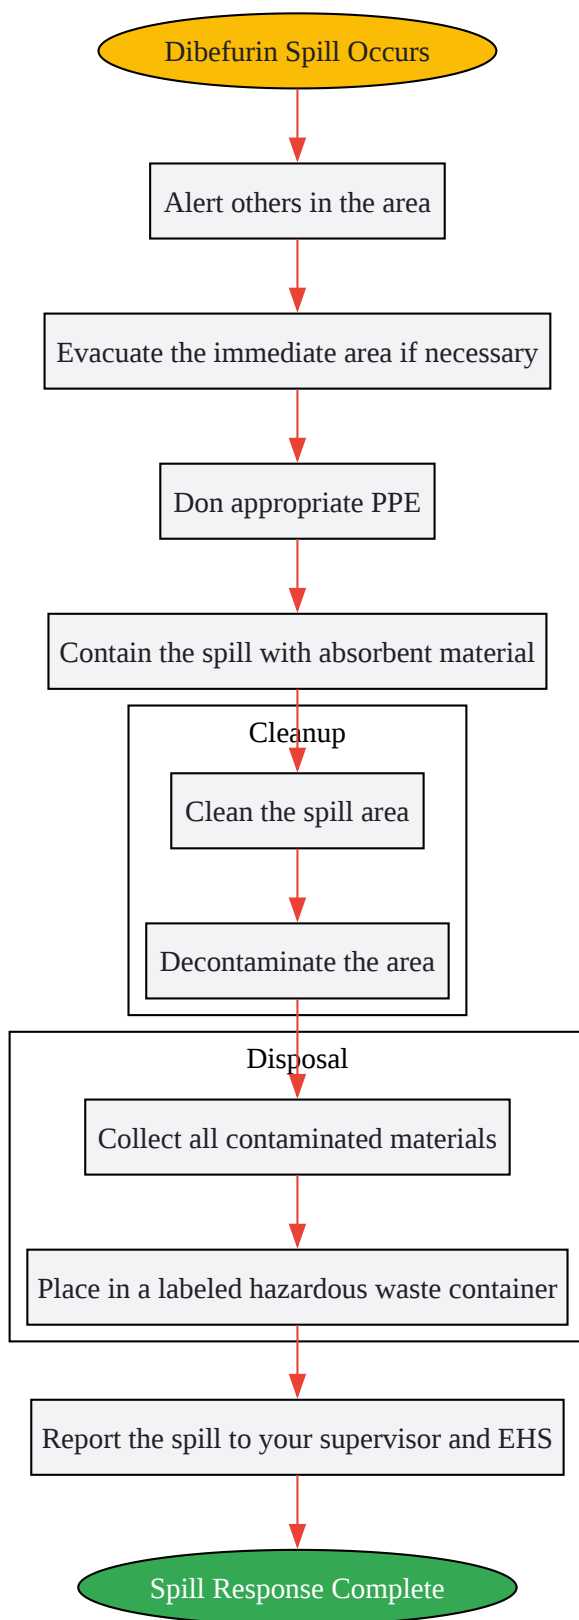 Dibefurin Spill Occurs
Alert others in the area
Evacuate the immediate area if necessary
Don appropriate PPE
Contain the spill with absorbent material
Cleanup
Clean the spill area
Decontaminate the area
Disposal
Collect all contaminated materials
Place in a labeled hazardous waste container
Report the spill to your supervisor and EHS
Spill Response Complete